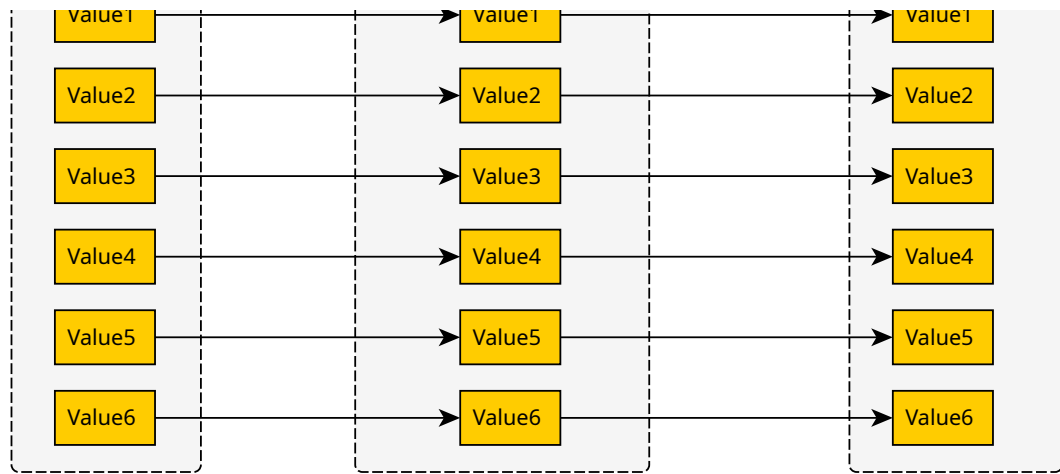 Value1 Value1 Value1
Value2 Value2 Value2
Value3 Value3 Value3
Value4 Value4 Value4
Value5 Value5 Value5
Value6 Value6 Value6